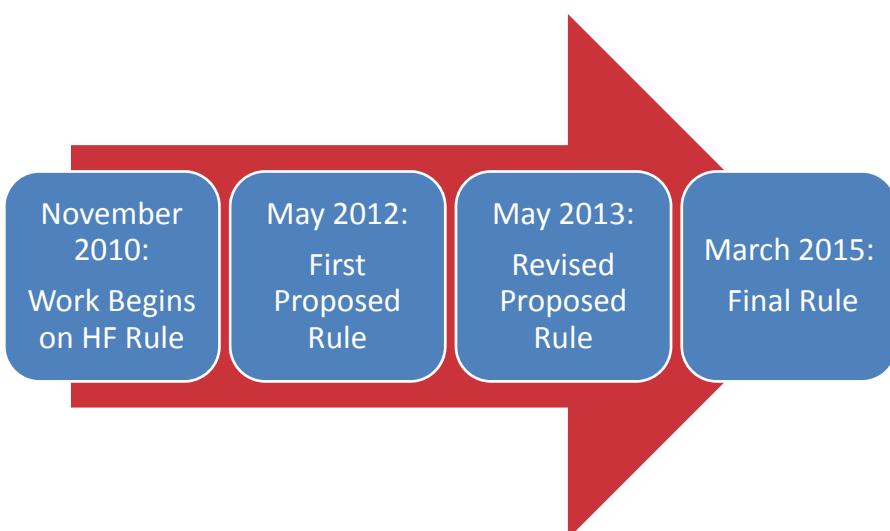 November
2010:
Work Begins
on HF Rule
May 2012:
First
Proposed
Rule
May 2013:
Revised
Proposed
Rule
March 2015:
Final Rule